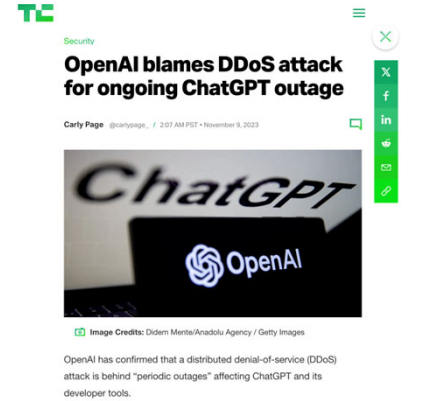 TC
Security
OpenAI blames DDoS attack
for ongoing ChatGPT outage
Carly Page @carlypage_ / 2:07 AM PST • November 9, 2023
ChatGPT
OpenAI
Image Credits: Didem Mente/Anadolu Agency / Getty Images
OpenAI has confirmed that a distributed denial-of-service (DDoS)
attack is behind “periodic outages” affecting ChatGPT and its
developer tools.
X
f
in